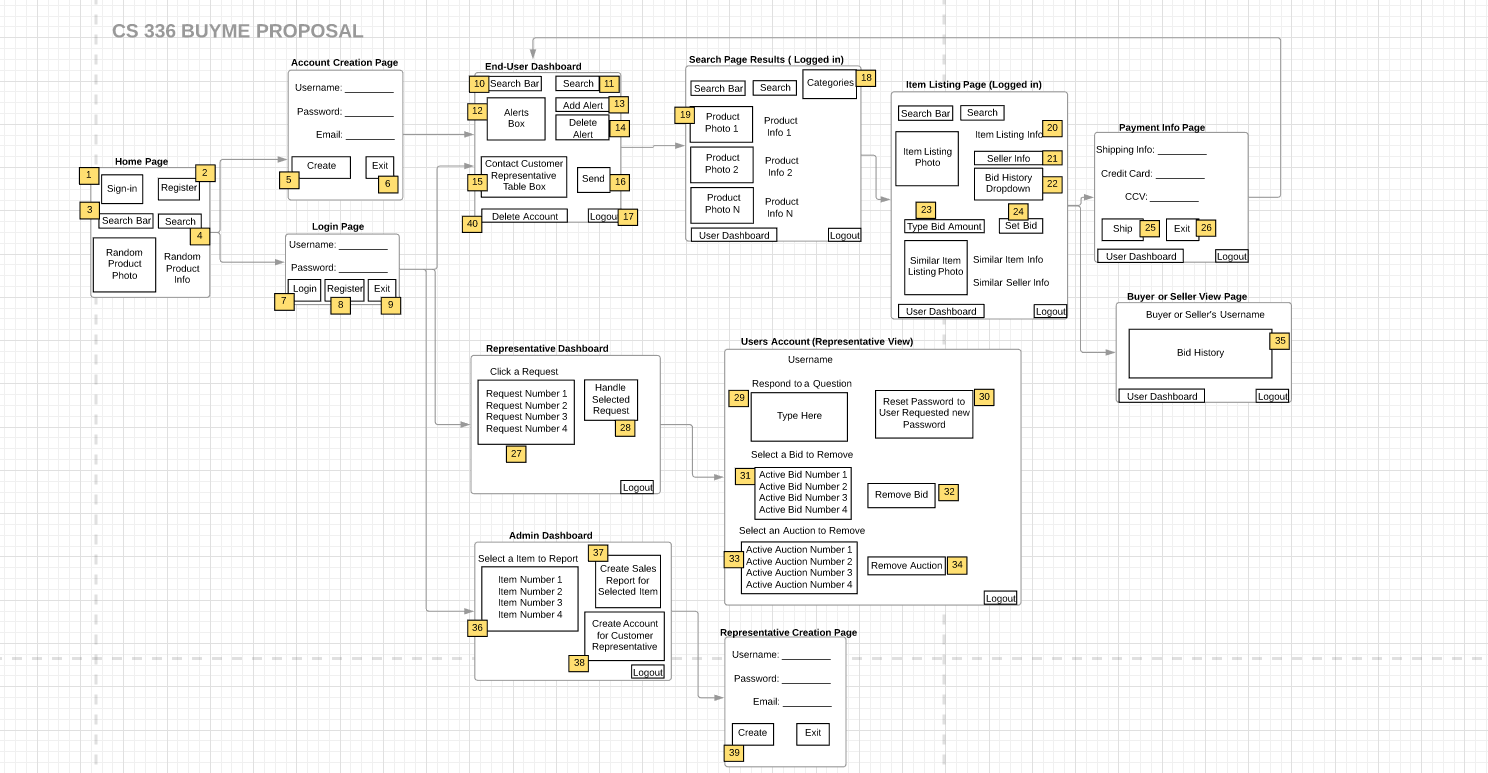 CS 336 BUYME PROPOSAL
Home Page
1
2
Sign-in
Register
3
Search Bar
Search
4
Random
Product
Photo
Random
Product
Info
Account Creation Page
Username:
Password:
Email:
Create
Exit
5
6
Login Page
Username:
Password:
Login
Register
Exit
7
8
9
End-User Dashboard
10
Search Bar
Search
11
12
Alerts
Box
Add Alert
13
Delete
Alert
14
Contact Customer
Representative
Table Box
15
Send
16
Delete Account
Logout
17
40
Search Page Results ( Logged in)
Search Bar
Search
Categories
18
19
Product
Photo 1
Product
Info 1
Product
Photo 2
Product
Info 2
Product
Photo N
Product
Info N
User Dashboard
Logout
Item Listing Page (Logged in)
Search Bar
Search
Item Listing
Photo
Item Listing Info
20
Seller Info
21
Bid History
Dropdown
22
23
24
Type Bid Amount
Set Bid
Similar Item
Listing Photo
Similar Item Info
Similar Seller Info
User Dashboard
Logout
Payment Info Page
Shipping Info:
Credit Card:
CCV:
Ship
25
Exit
26
User Dashboard
Logout
Buyer or Seller View Page
Buyer or Seller's Username
Bid History
35
User Dashboard
Logout
Representative Dashboard
Click a Request
Request Number 1
Request Number 2
Request Number 3
Request Number 4
27
Handle
Selected
Request
28
Logout
Users Account (Representative View)
Username
Respond to a Question
29
Type Here
Reset Password to
User Requested new
Password
30
Select a Bid to Remove
31
Active Bid Number 1
Active Bid Number 2
Active Bid Number 3
Active Bid Number 4
Remove Bid
32
Select an Auction to Remove
33
Active Auction Number 1
Active Auction Number 2
Active Auction Number 3
Active Auction Number 4
Remove Auction
34
Logout
Admin Dashboard
Select a Item to Report
Item Number 1
Item Number 2
Item Number 3
Item Number 4
36
37
Create Sales
Report for
Selected Item
Create Account
for Customer
Representative
38
Logout
Representative Creation Page
Username:
Password:
Email:
Create
Exit
39